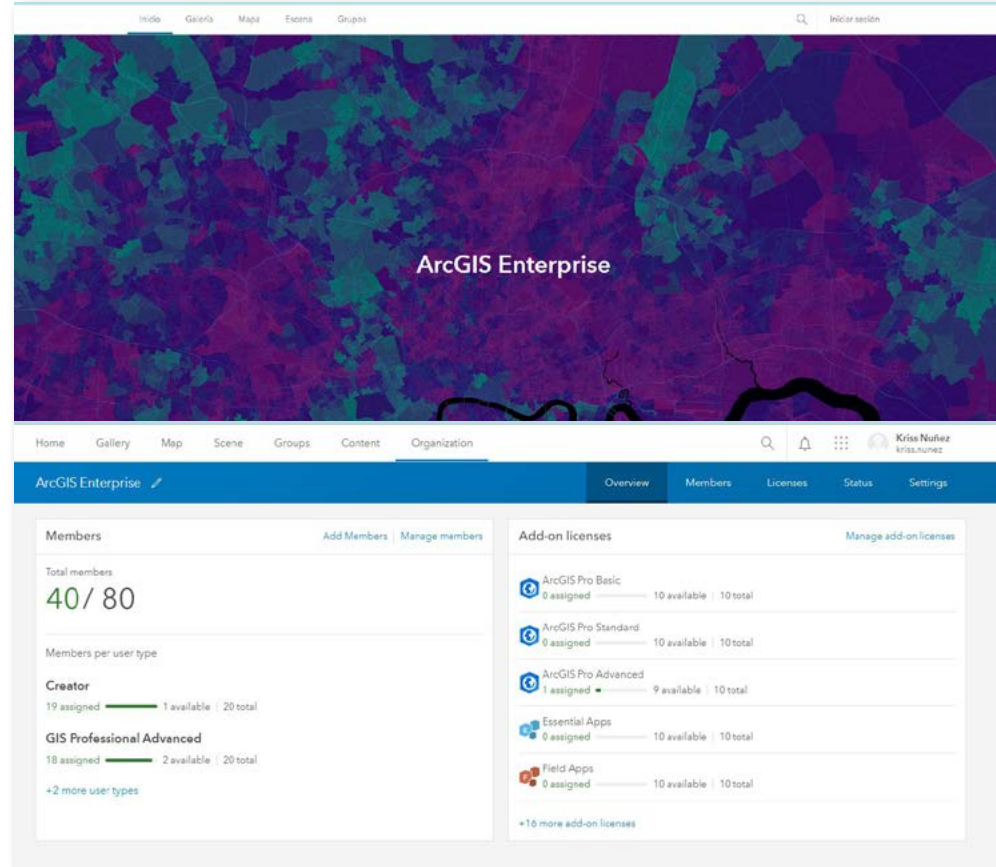 Inicio Galería Mapa Escena Grupos Iniciar sesión
ArcGIS Enterprise
Home Gallery Map Scene Groups Content Organization Kriss Nuñez
kriss.nunez
ArcGIS Enterprise Overview Members Licenses Status Settings
Members Add Members | Manage members
Total members
40/ 80
Members per user type
Creator
19 assigned 1 available | 20 total
GIS Professional Advanced
18 assigned 2 available | 20 total
+2 more user types
Add-on licenses Manage add-on licenses
ArcGIS Pro Basic
0 assigned 10 available | 10 total
ArcGIS Pro Standard
0 assigned 10 available | 10 total
ArcGIS Pro Advanced
1 assigned 9 available | 10 total
Essential Apps
0 assigned 10 available | 10 total
Field Apps
0 assigned 10 available | 10 total
+16 more add-on licenses